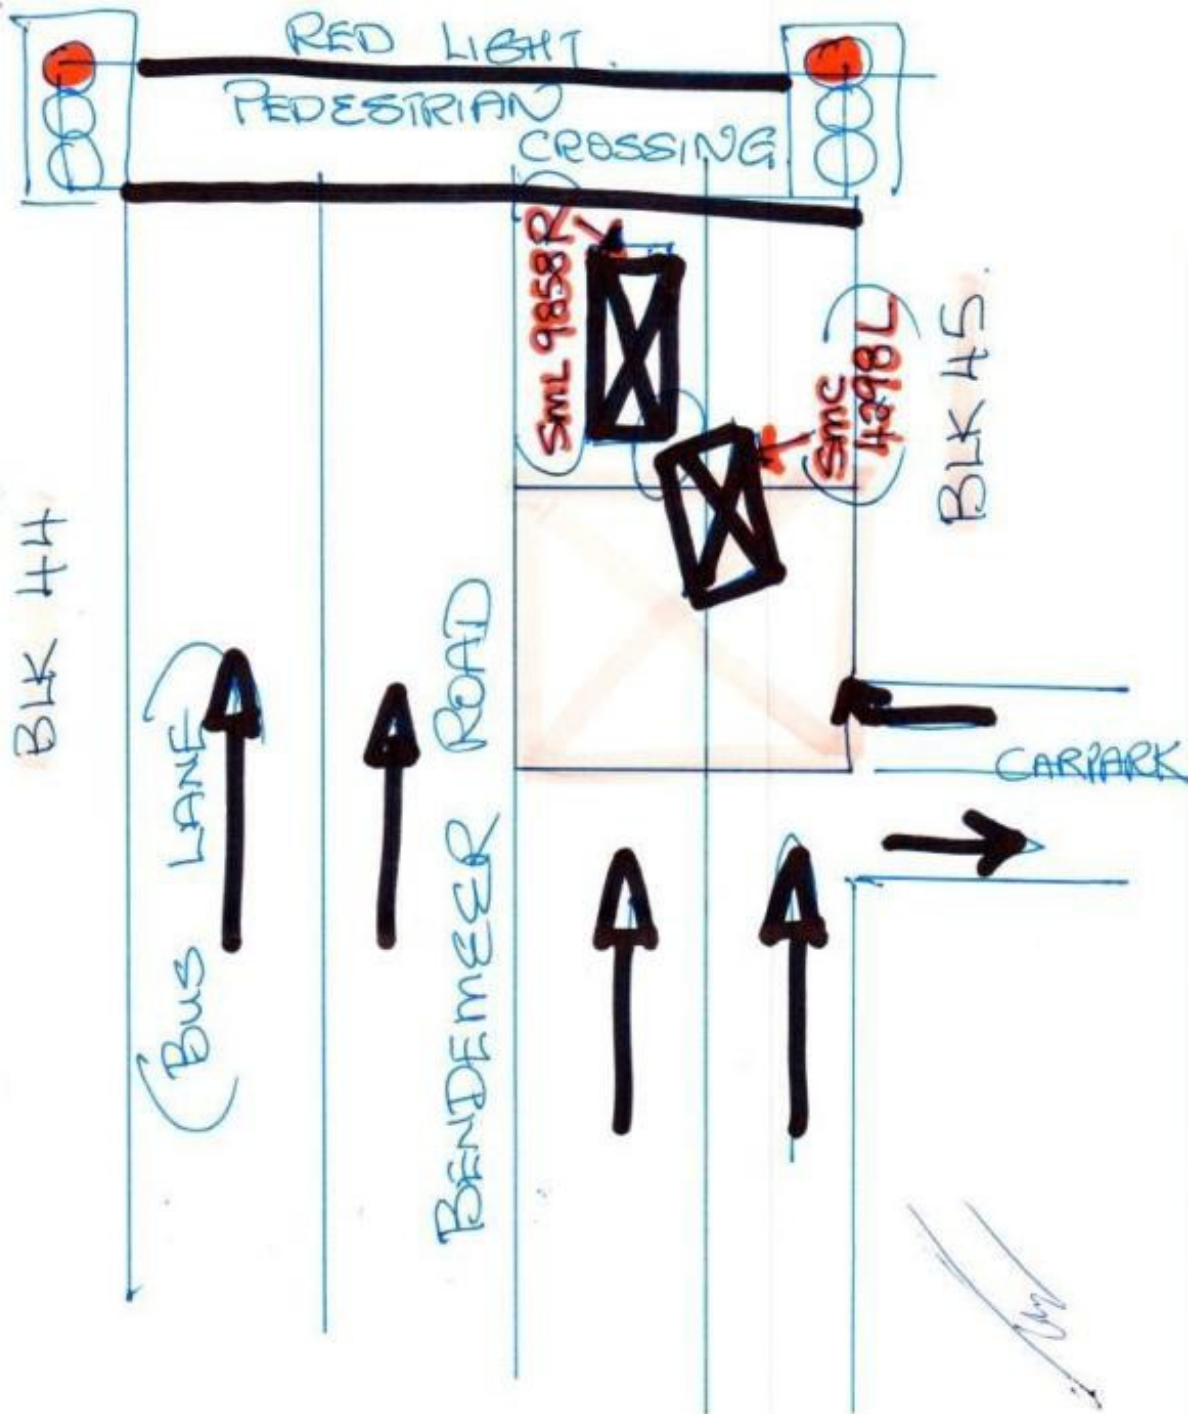 RED LIGHT.
PEDESTRIAN
CROSSING
SML 9858R
SMC
4298L
BLK 45.
BLK 44
(BUS LANE)
BENDEMEER ROAD
CARPARK